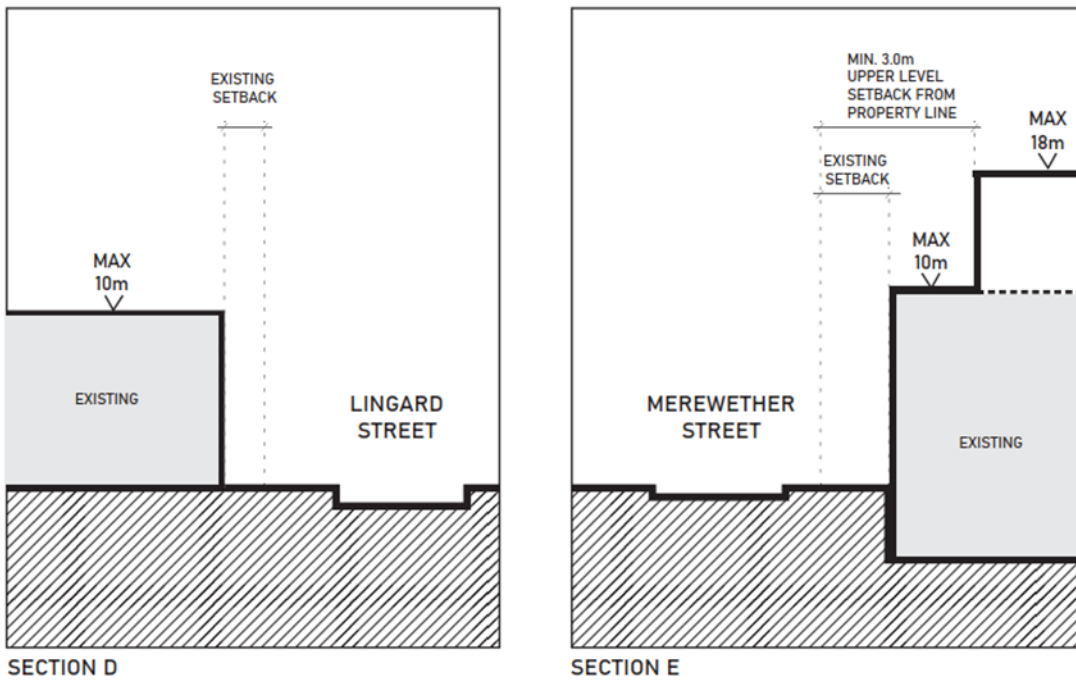 EXISTING
SETBACK
MAX
10m
EXISTING
LINGARD
STREET
SECTION D
MIN. 3.0m
UPPER LEVEL
SETBACK FROM
PROPERTY LINE
MAX
18m
EXISTING
SETBACK
MAX
10m
MEREWETHER
STREET
EXISTING
SECTION E